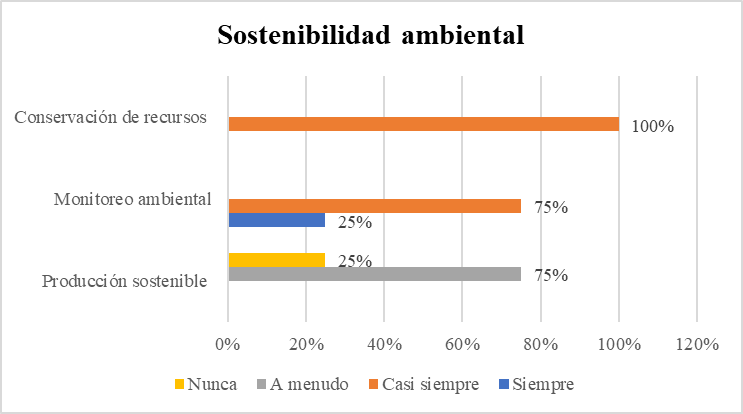 Sostenibilidad ambiental
Conservación de recursos
100%
Monitoreo ambiental
75%
25%
25%
Producción sostenible
75%
0% 20% 40% 60% 80% 100% 120%
Nunca A menudo Casi siempre Siempre